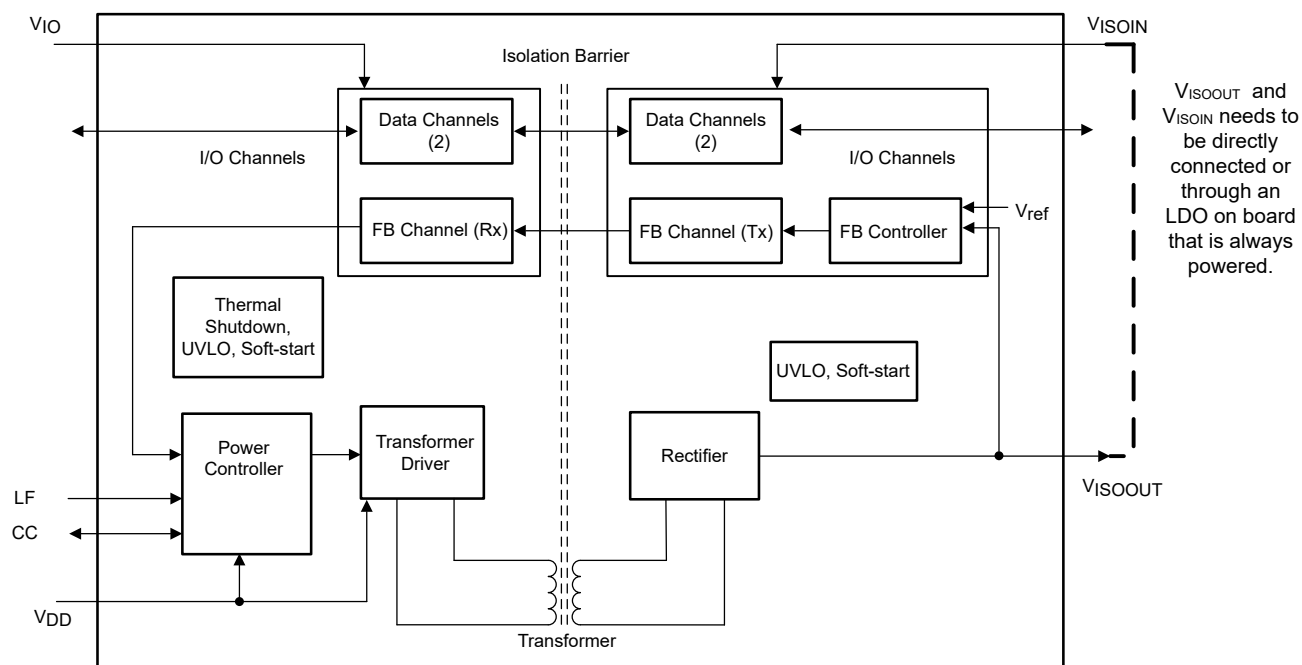 VIO
VISOIN
Isolation Barrier
Data Channels
(2)
Data Channels
(2)
I/O Channels
I/O Channels
VISOOUT and
VISOIN needs to
be directly
connected or
through an
LDO on board
that is always
powered.
FB Channel (Rx)
FB Channel (Tx)
FB Controller
Vref
Thermal
Shutdown,
UVLO, Soft-start
UVLO, Soft-start
Power
Controller
Transformer
Driver
Rectifier
VISOOUT
LF
CC
VDD
Transformer